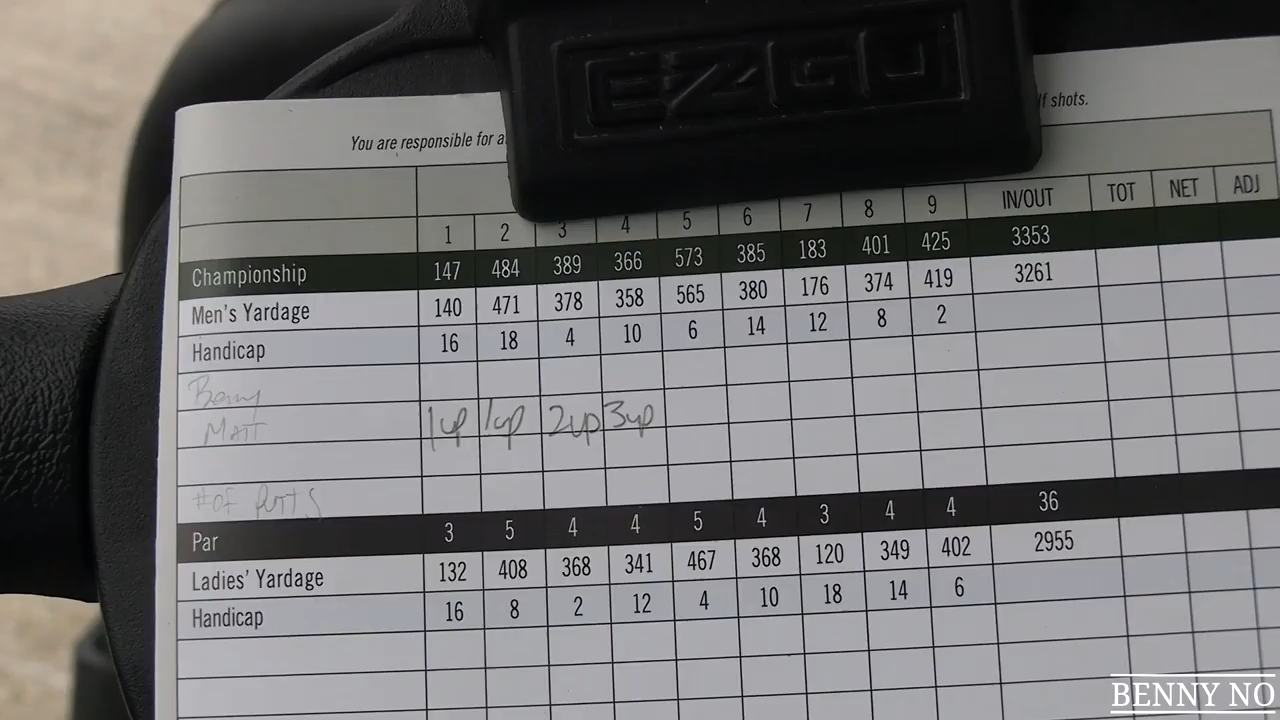 EZGO
You are responsible for a
lf shots.
1 2 3 4 5 6 7 8 9 IN/OUT TOT NET ADJ
Championship 147 484 389 366 573 385 183 401 425 3353
Men's Yardage 140 471 378 358 565 380 176 374 419 3261
Handicap 16 18 4 10 6 14 12 8 2
Benny
MATT 1up 1up 2up 3up
# of Putts
Par 3 5 4 4 5 4 3 4 4 36
Ladies' Yardage 132 408 368 341 467 368 120 349 402 2955
Handicap 16 8 2 12 4 10 18 14 6
BENNY NO